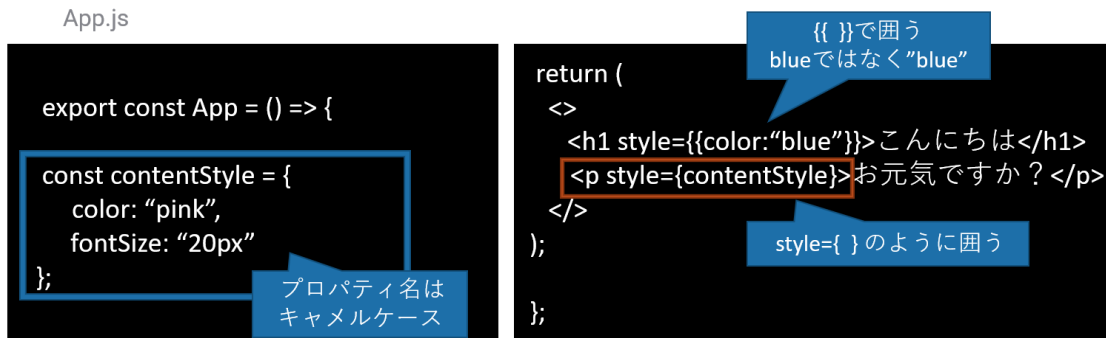 App.js
export const App = () => {
const contentStyle = {
color: “pink”,
fontSize: “20px”
};
プロパティ名は
キャメルケース
{{ }}で囲う
blueではなく”blue”
return (
<>
<h1 style={{color:“blue”}}>こんにちは</h1>
<p style={contentStyle}>お元気ですか？</p>
</>
);
style={ } のように囲う
};